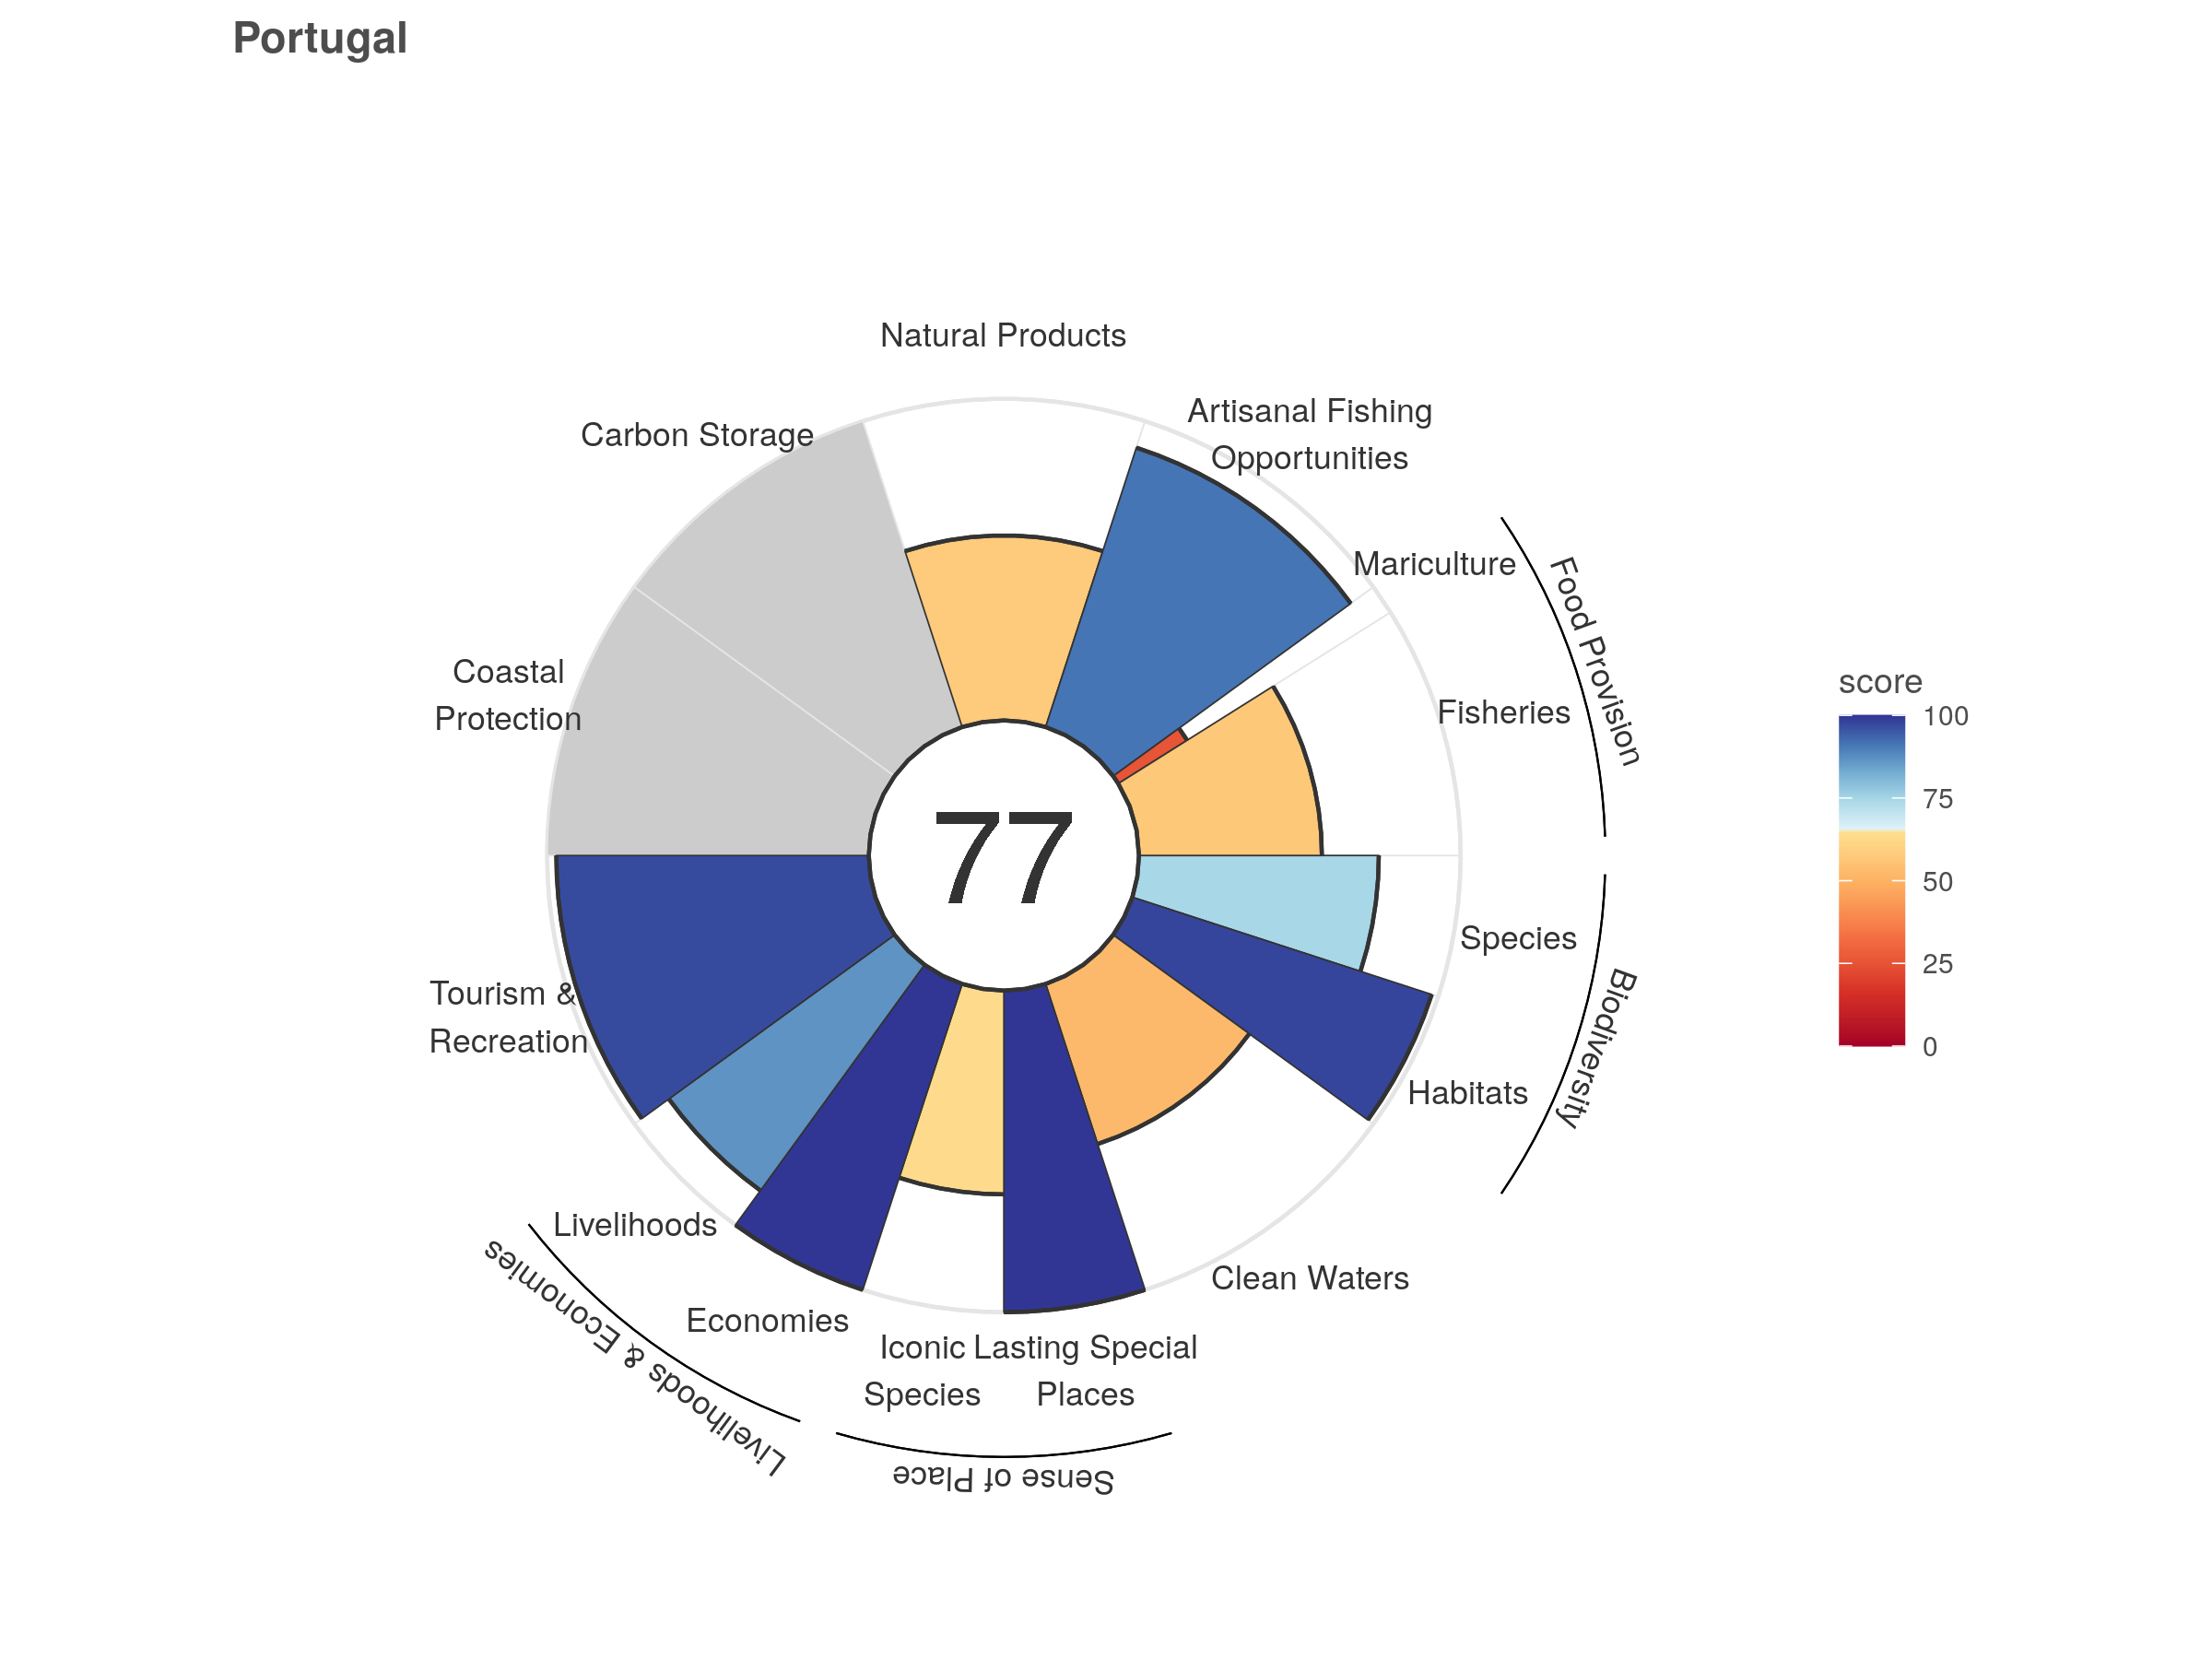 Portugal
Natural Products
Artisanal Fishing
Opportunities
Carbon Storage
Mariculture
Food Provision
Coastal
Protection
Fisheries
score
100
75
50
25
0
77
Species
Biodiversity
Tourism &
Recreation
Habitats
Livelihoods
Clean Waters
Economies
Livelihoods & Economies
Iconic
Species
Lasting Special
Places
Sense of Place